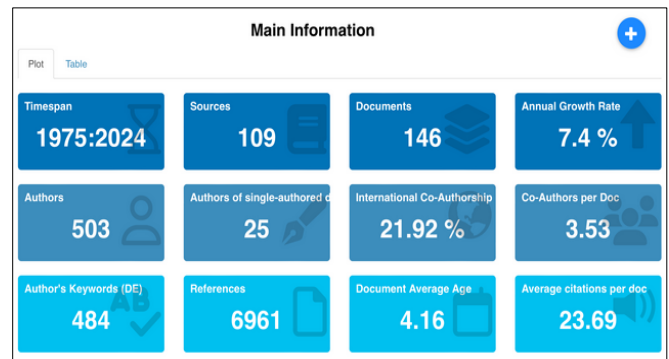 Main Information
Plot Table
Timespan
1975:2024
Sources
109
Documents
146
Annual Growth Rate
7.4 %
Authors
503
Authors of single-authored d
25
International Co-Authorship
21.92 %
Co-Authors per Doc
3.53
Author's Keywords (DE)
484
References
6961
Document Average Age
4.16
Average citations per doc
23.69